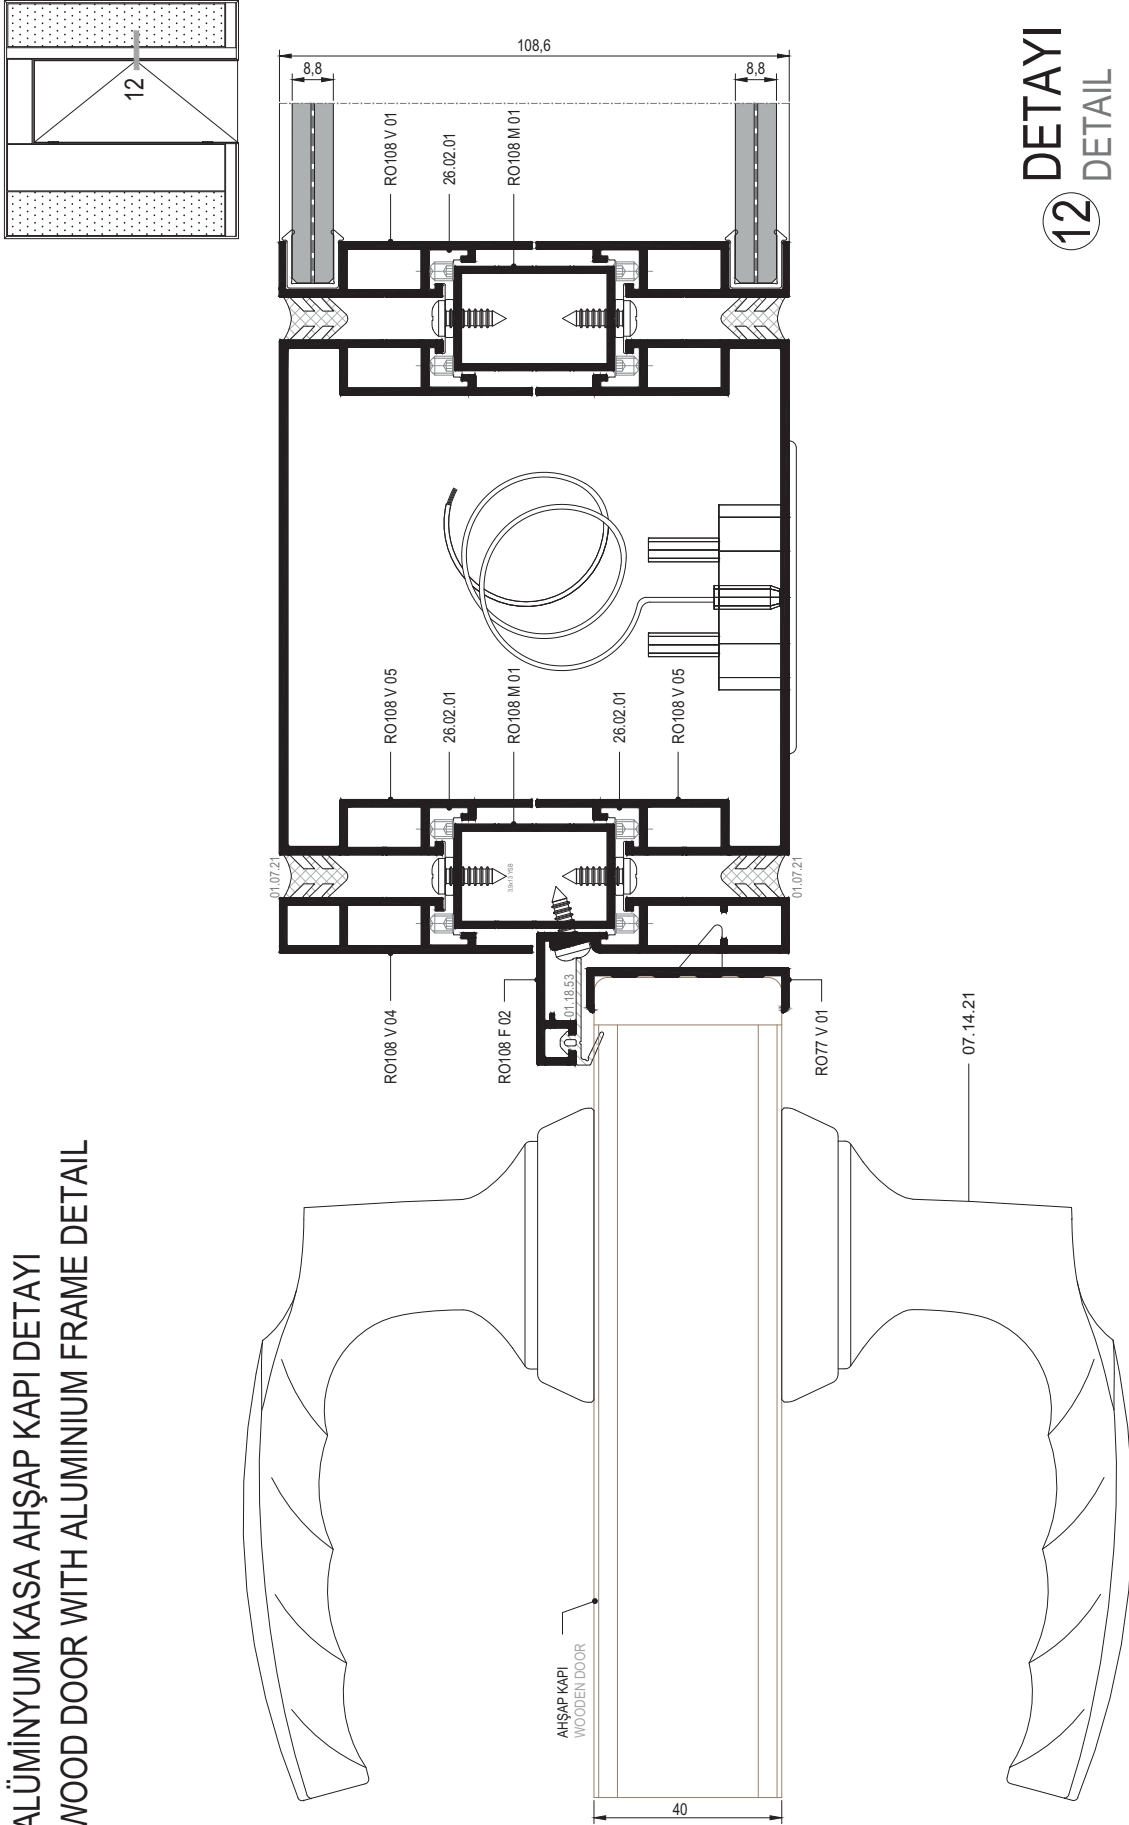 ALÜMİNYUM KASA AHŞAP KAPI DETAYI
WOOD DOOR WITH ALUMINIUM FRAME DETAIL
12
108,6
8,8
8,8
RO108 V 01
26.02.01
RO108 M 01
12 DETAYI
DETAIL
RO108 V 05
26.02.01
RO108 M 01
26.02.01
RO108 V 05
01.07.21
3.9x13 YSB
01.07.21
RO108 V 04
RO108 F 02
01.18.53
RO77 V 01
07.14.21
AHŞAP KAPI
WOODEN DOOR
40